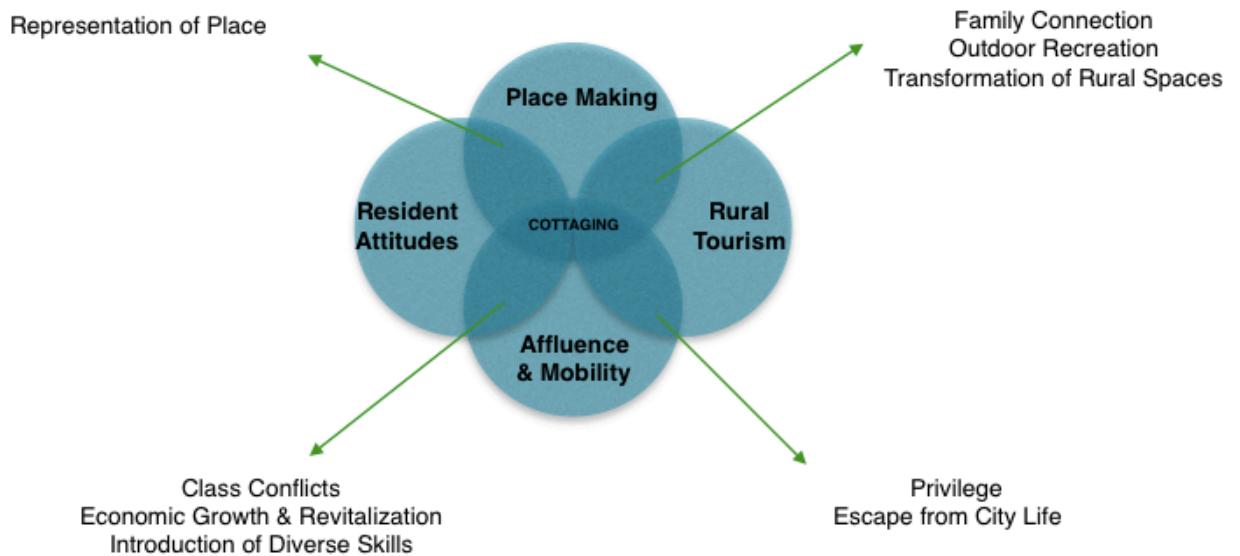 Representation of Place
Family Connection
Outdoor Recreation
Transformation of Rural Spaces
Place Making
Resident
Attitudes
COTTAGING
Rural
Tourism
Affluence
& Mobility
Class Conflicts
Economic Growth & Revitalization
Introduction of Diverse Skills
Privilege
Escape from City Life